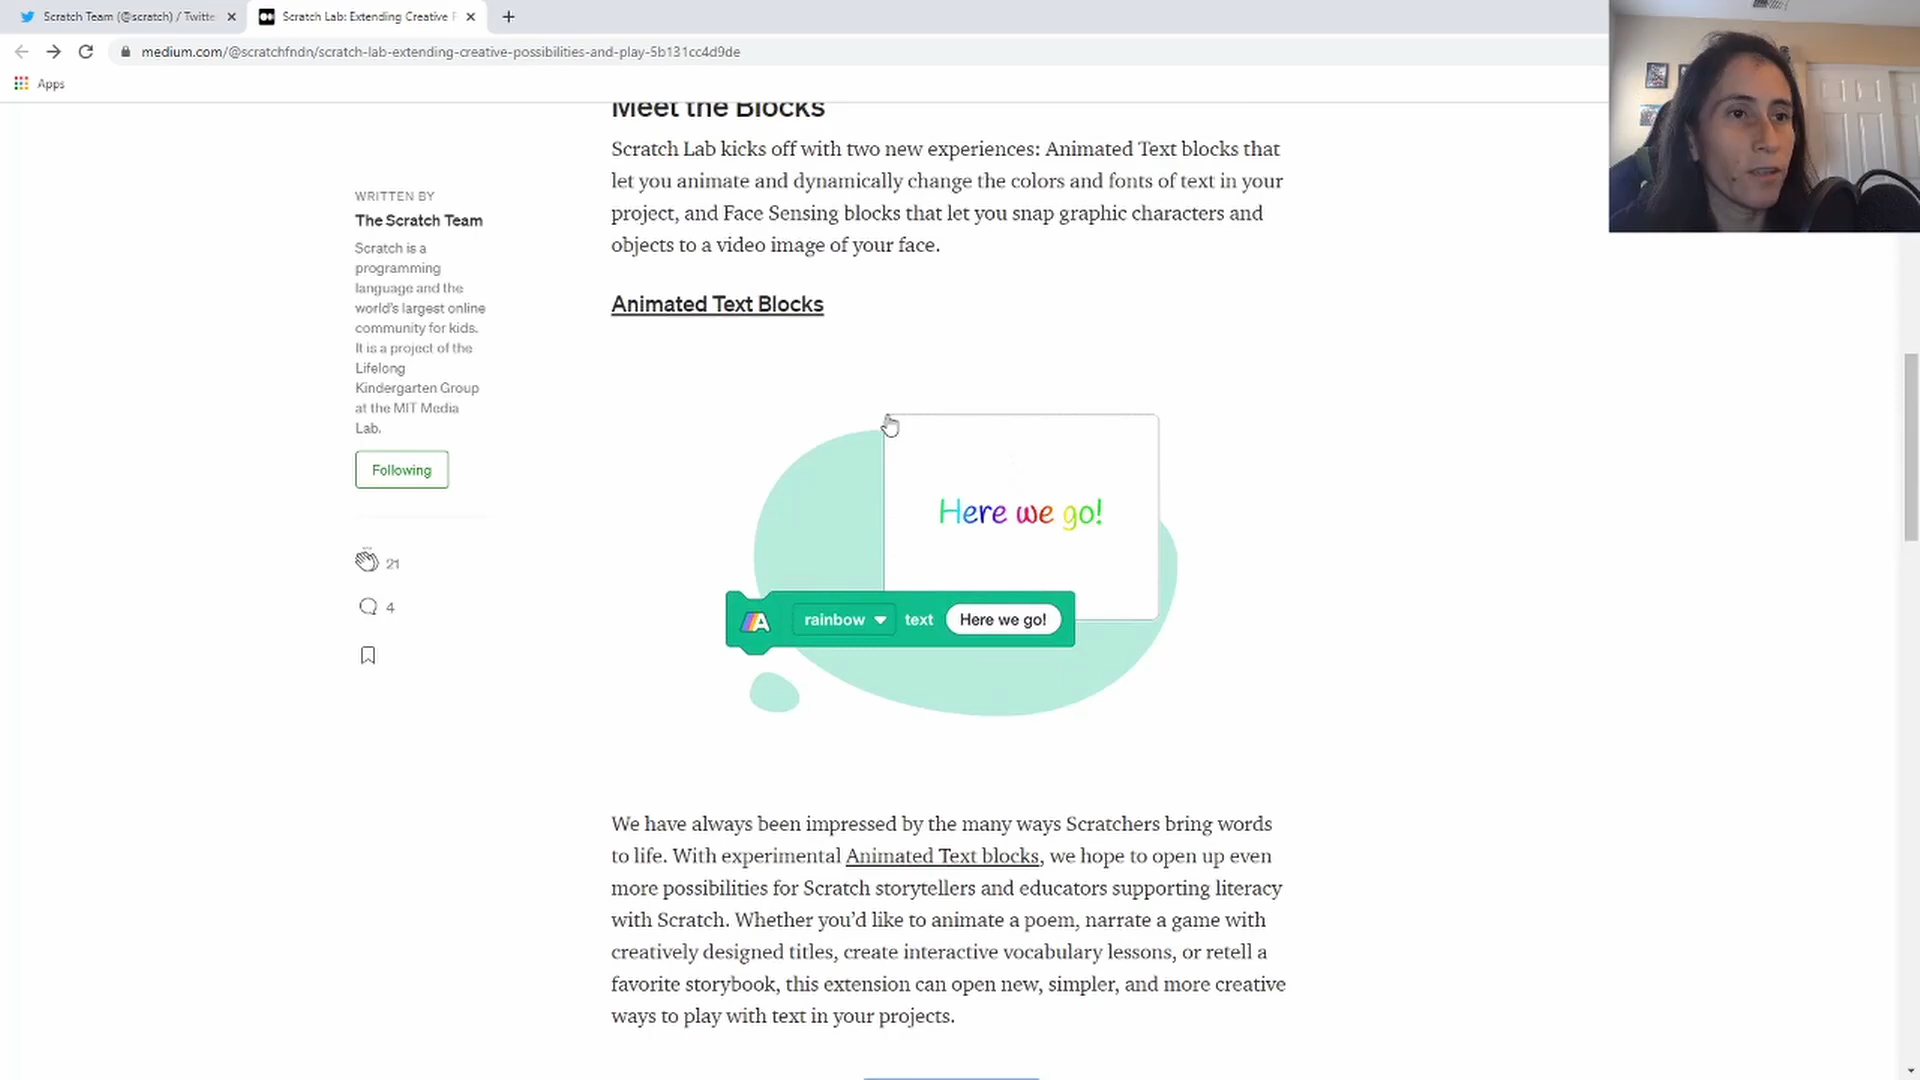 Scratch Team (@scratch) / Twitte
Scratch Lab: Extending Creative P
medium.com/@scratchfndn/scratch-lab-extending-creative-possibilities-and-play-5b131cc4d9de
Apps
Meet the Blocks
Scratch Lab kicks off with two new experiences: Animated Text blocks that
let you animate and dynamically change the colors and fonts of text in your
project, and Face Sensing blocks that let you snap graphic characters and
objects to a video image of your face.
WRITTEN BY
The Scratch Team
Scratch is a
programming
language and the
world's largest online
community for kids.
It is a project of the
Lifelong
Kindergarten Group
at the MIT Media
Lab.
Following
21
4
Animated Text Blocks
Here we go!
A rainbow text Here we go!
We have always been impressed by the many ways Scratchers bring words
to life. With experimental Animated Text blocks, we hope to open up even
more possibilities for Scratch storytellers and educators supporting literacy
with Scratch. Whether you'd like to animate a poem, narrate a game with
creatively designed titles, create interactive vocabulary lessons, or retell a
favorite storybook, this extension can open new, simpler, and more creative
ways to play with text in your projects.